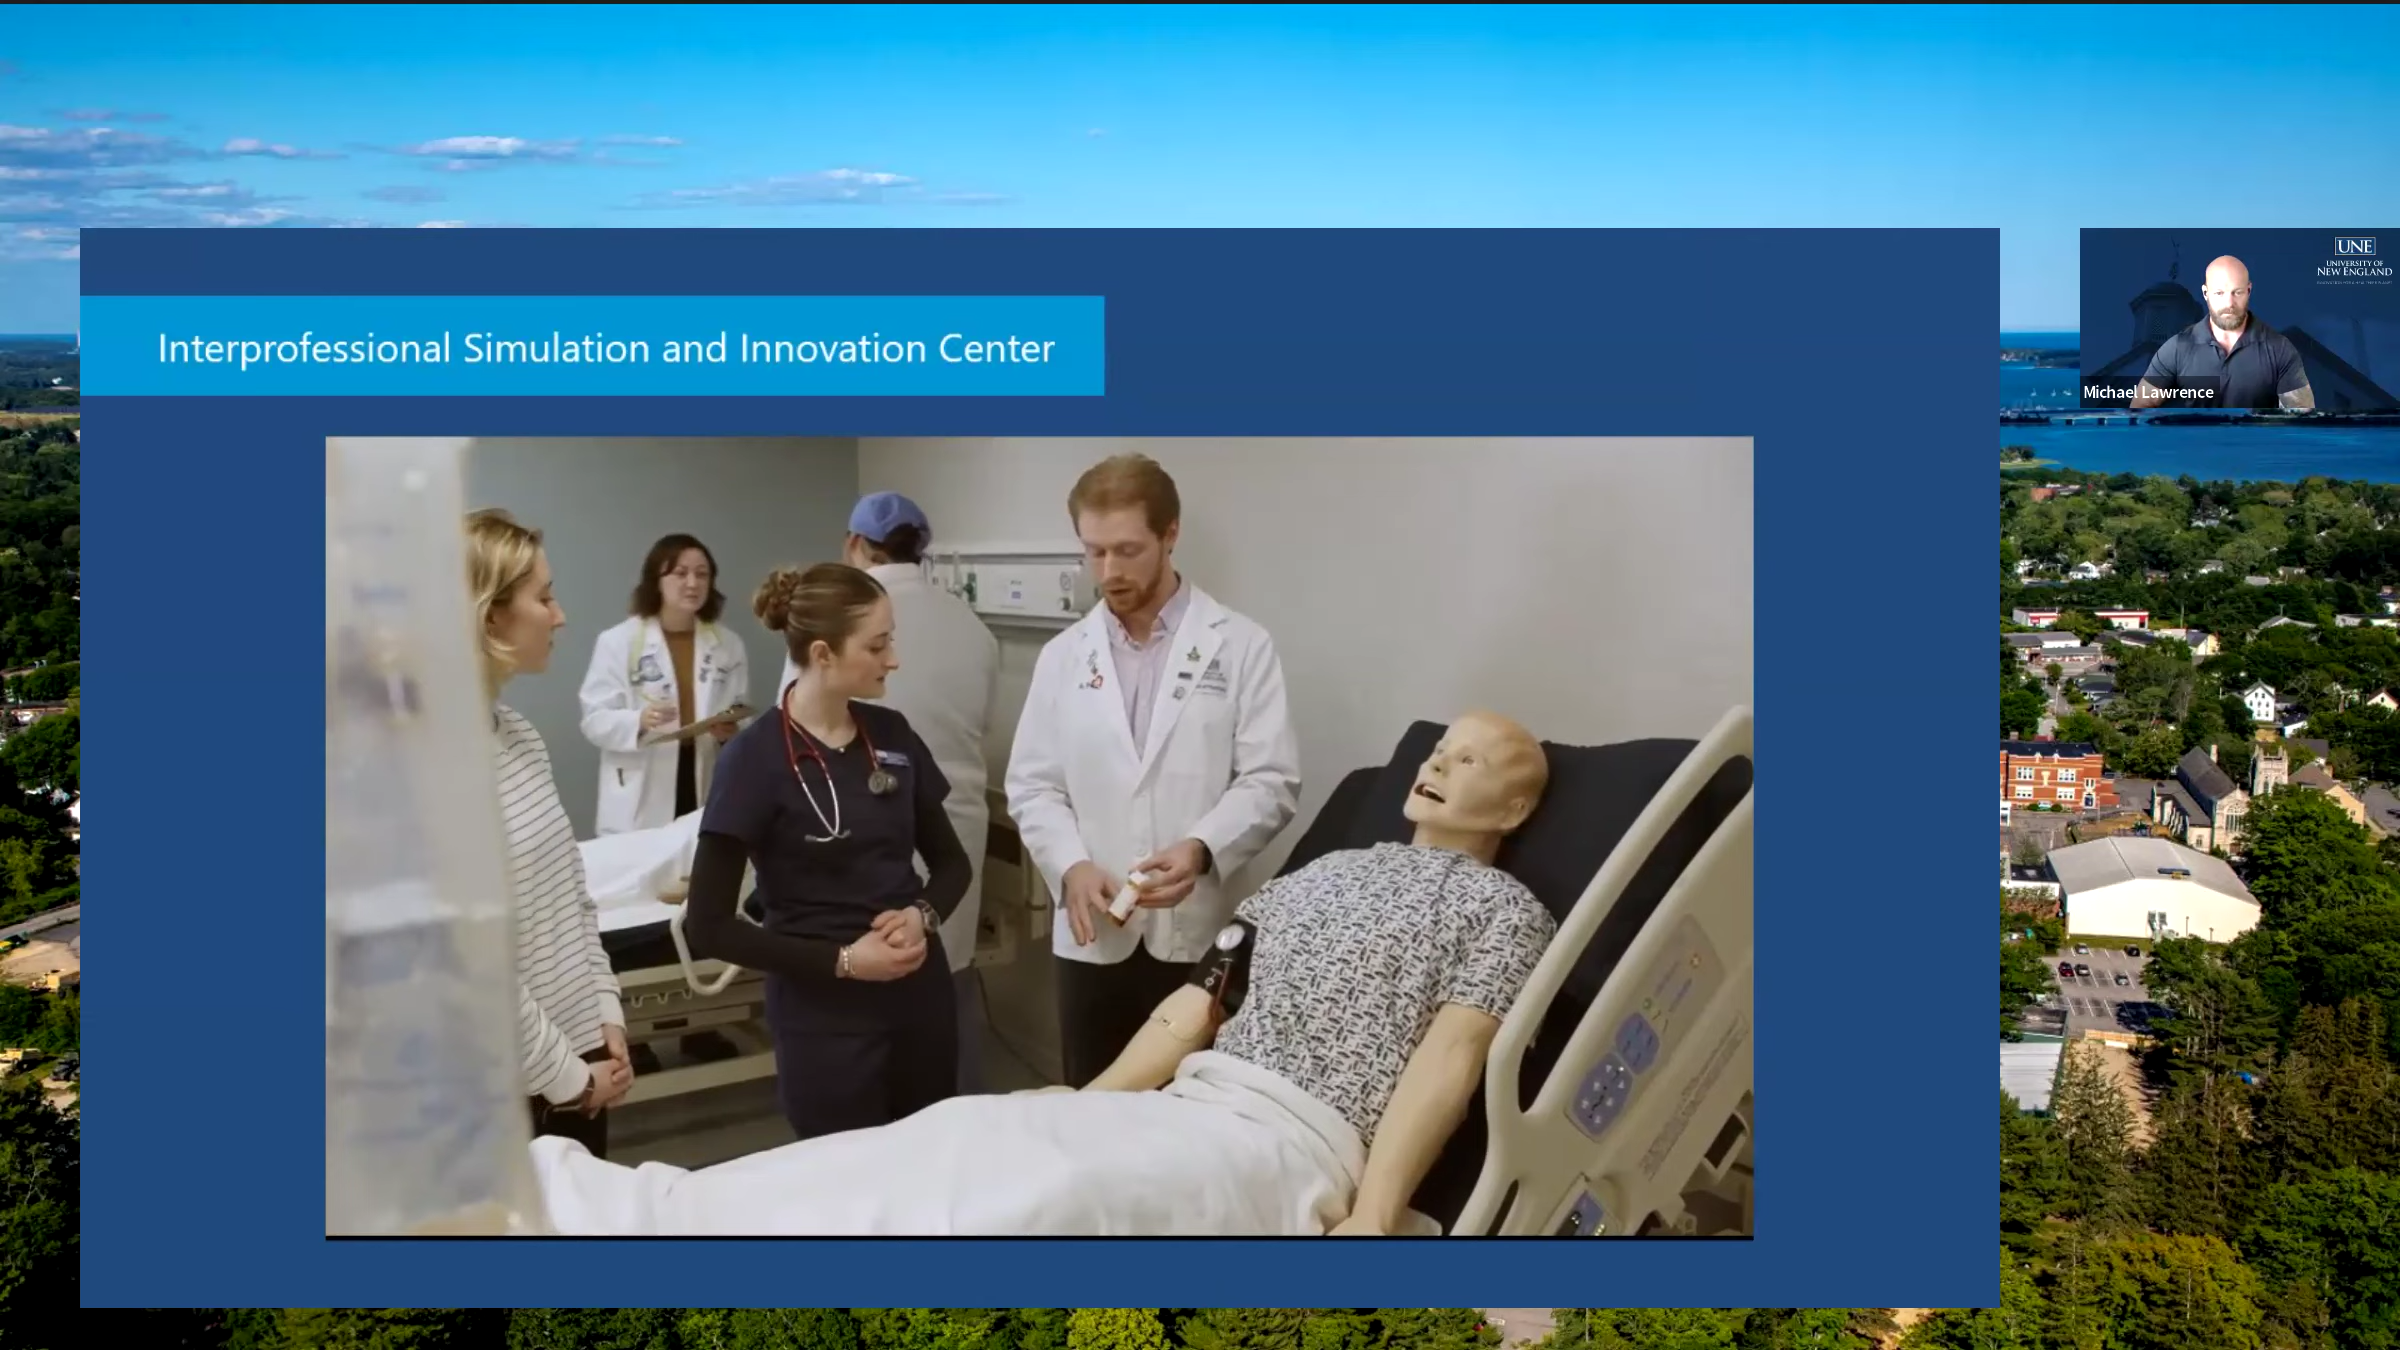 Interprofessional Simulation and Innovation Center
UNE
UNIVERSITY OF
NEW ENGLAND
Michael Lawrence